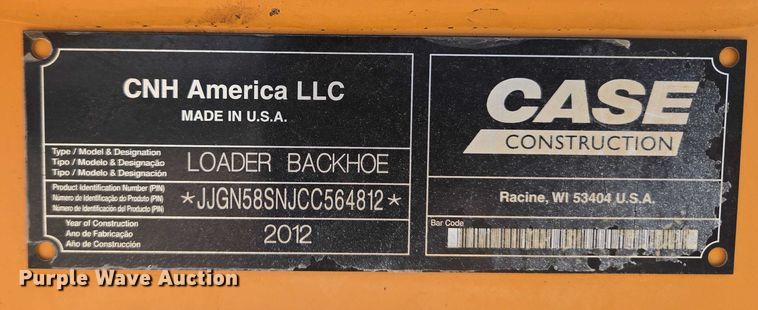 CNH America LLC
MADE IN U.S.A.
Type / Model & Designation
Tipo / Modelo & Designação
Tipo / Modelo & Designación
LOADER BACKHOE
Product Identification Number (PIN)
Número de Identificação do Produto (PIN)
Número de Identificación del Producto (PIN)
*JJGN58SNJCC564812*
Year of Construction
Ano de Fabricação
Año de Construcción
2012
CASE
CONSTRUCTION
Racine, WI 53404 U.S.A.
Bar Code
Purple Wave Auction